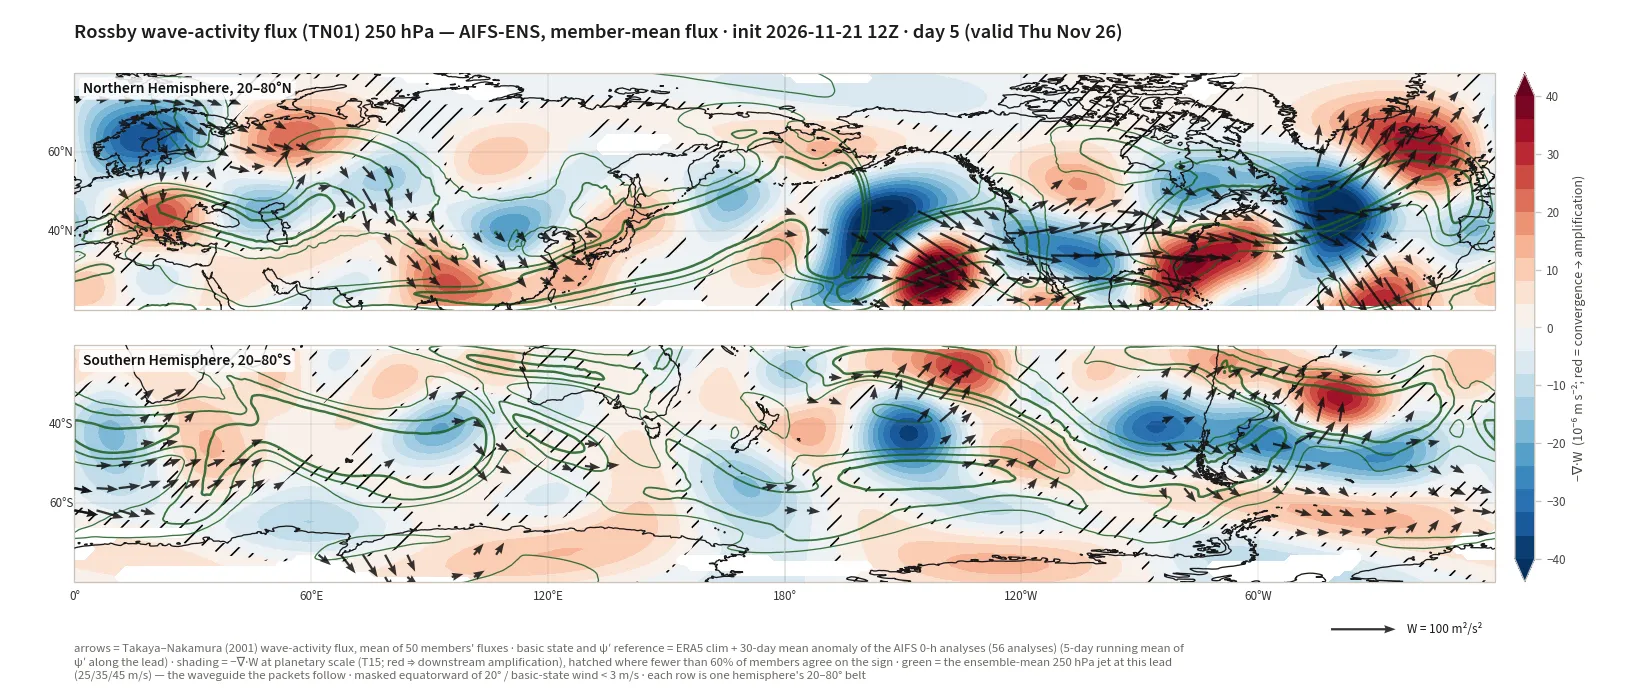 Rossby wave-activity flux (TN01) 250 hPa — AIFS-ENS, member-mean flux · init 2026-11-21 12Z · day 5 (valid Thu Nov 26)
Northern Hemisphere, 20–80°N
60°N
40°N
Southern Hemisphere, 20–80°S
40°S
60°S
0°
60°E
120°E
180°
120°W
60°W
40
30
20
10
0
−10
−20
−30
−40
−∇·W (10⁻⁶ m s⁻²; red = convergence → amplification)
W = 100 m²/s²
arrows = Takaya–Nakamura (2001) wave-activity flux, mean of 50 members' fluxes · basic state and ψ' reference = ERA5 clim + 30-day mean anomaly of the AIFS 0-h analyses (56 analyses) (5-day running mean of
ψ' along the lead) · shading = −∇·W at planetary scale (T15; red ⇒ downstream amplification), hatched where fewer than 60% of members agree on the sign · green = the ensemble-mean 250 hPa jet at this lead
(25/35/45 m/s) — the waveguide the packets follow · masked equatorward of 20° / basic-state wind < 3 m/s · each row is one hemisphere's 20–80° belt